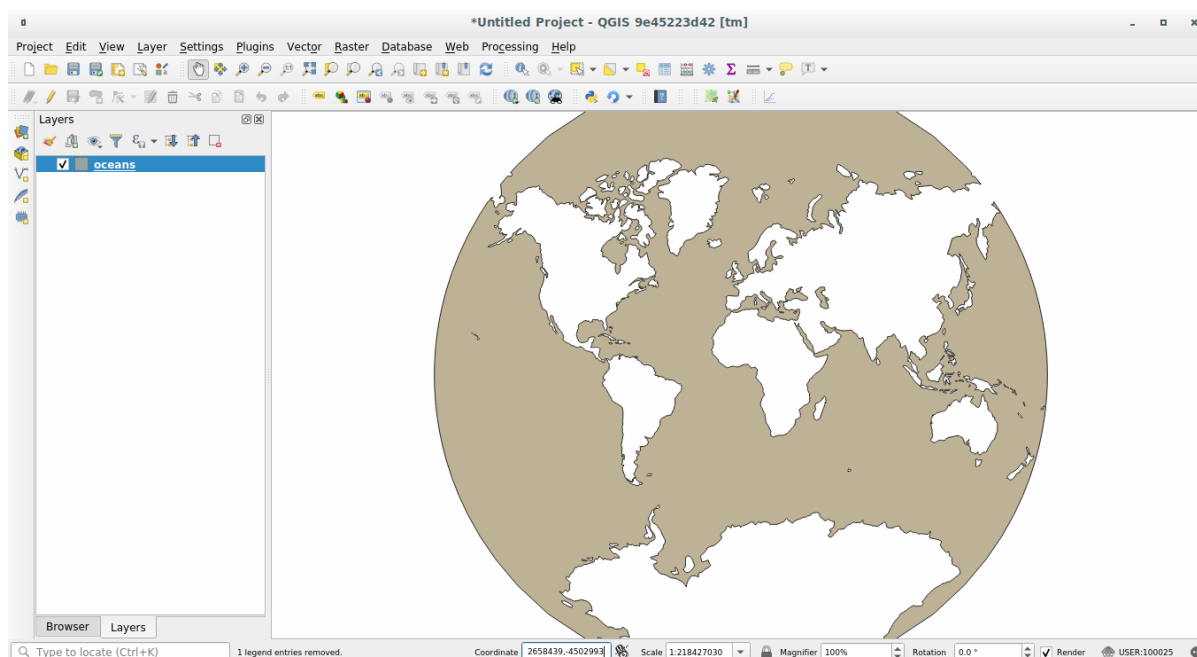 *Untitled Project - QGIS 9e45223d42 [tm]
Project Edit View Layer Settings Plugins Vector Raster Database Web Processing Help
Layers
oceans
Browser Layers
Type to locate (Ctrl+K) 1 legend entries removed. Coordinate 2658439,-4502993 Scale 1:218427030 Magnifier 100% Rotation 0.0 ° Render USER:100025